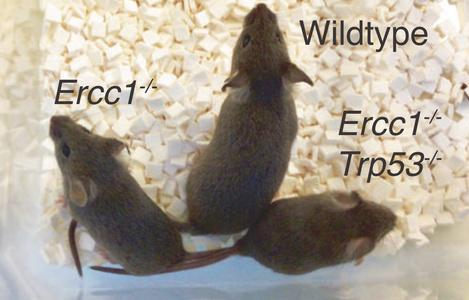 Wildtype
Ercc1-/-
Ercc1-/-
Trp53-/-